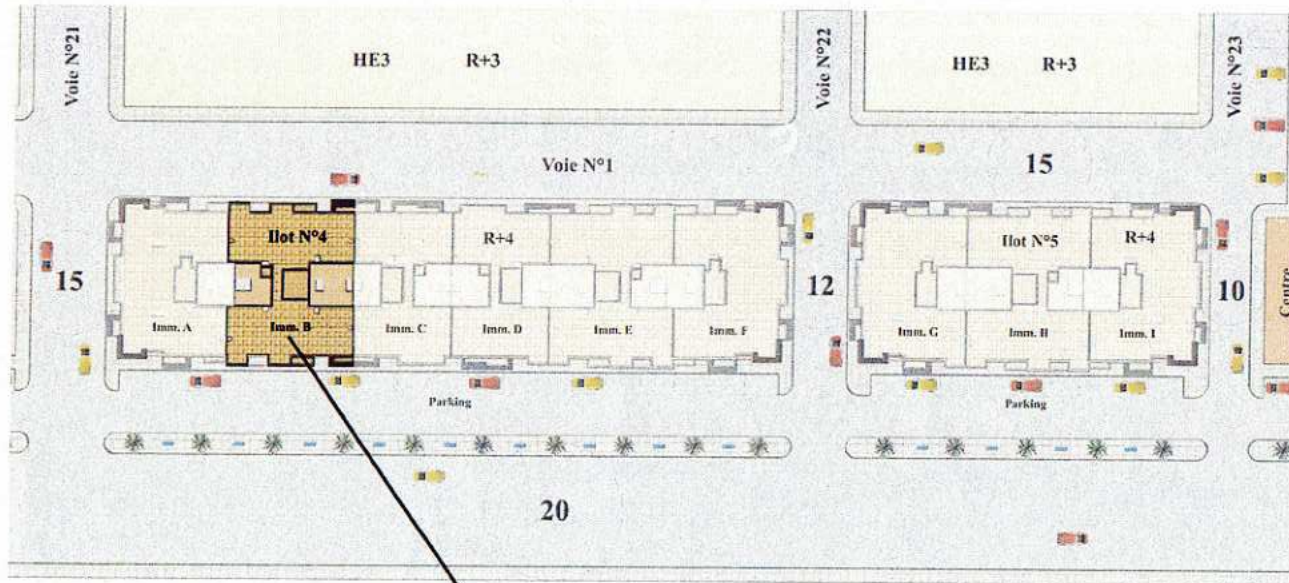 Voie N°21
HE3 R+3
Voie N°22
HE3 R+3
Voie N°23
Voie N°1
15
Ilot N°4
R+4
Ilot N°5
R+4
15
12
10
Centre
Imm. A
Imm. B
Imm. C
Imm. D
Imm. E
Imm. F
Imm. G
Imm. H
Imm. I
Parking
Parking
20